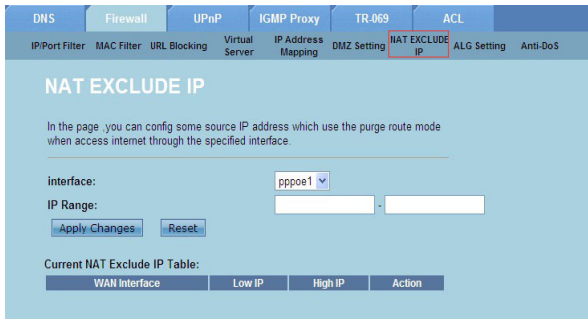 DNS Firewall UPnP IGMP Proxy TR-069 ACL
IP/Port Filter MAC Filter URL Blocking Virtual Server IP Address Mapping DMZ Setting NAT EXCLUDE IP ALG Setting Anti-DoS
NAT EXCLUDE IP
In the page ,you can config some source IP address which use the purge route mode
when access internet through the specified interface.
interface: pppoe1
IP Range: -
Apply Changes Reset
Current NAT Exclude IP Table:
WAN Interface Low IP High IP Action